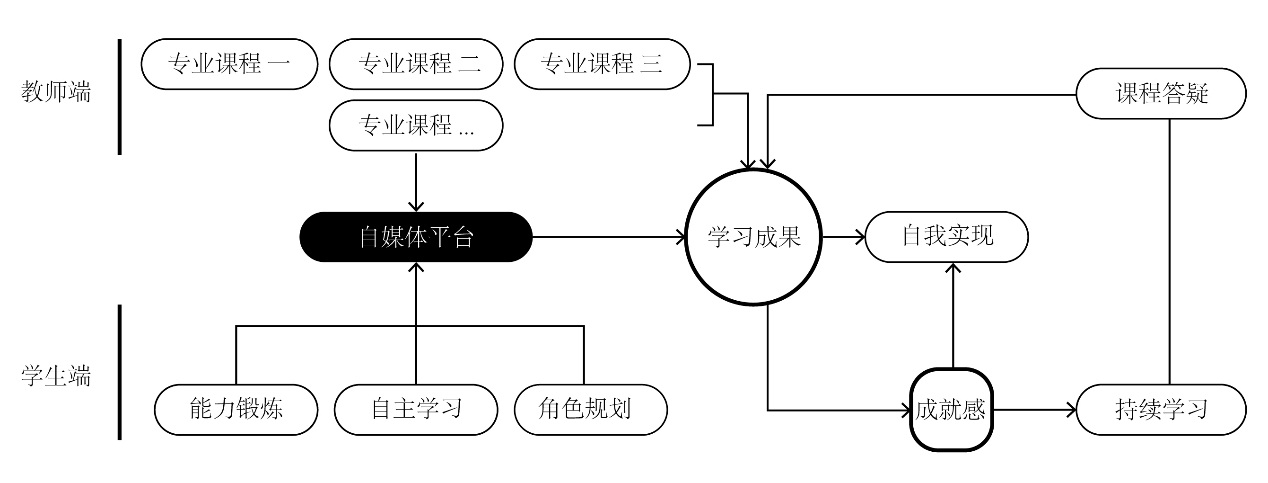 教师端
专业课程 一
专业课程 二
专业课程 三
专业课程 ...
课程答疑
自媒体平台
学习成果
自我实现
学生端
能力锻炼
自主学习
角色规划
成就感
持续学习